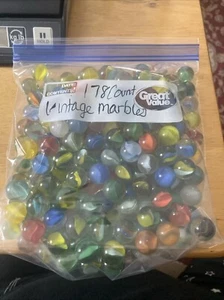 178 Count
Vintage marbles
Great
Value